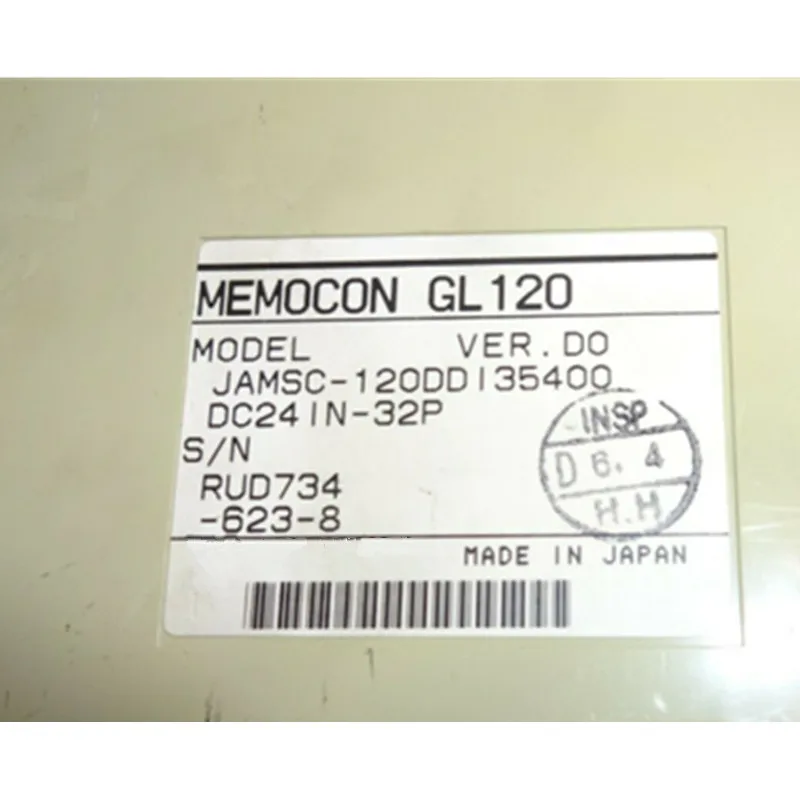 MEMOCON GL120
MODEL VER.D0
JAMSC-120DDI35400
DC24IN-32P
S/N
RUD734
-623-8
INSP
D 6.4
H.H
MADE IN JAPAN